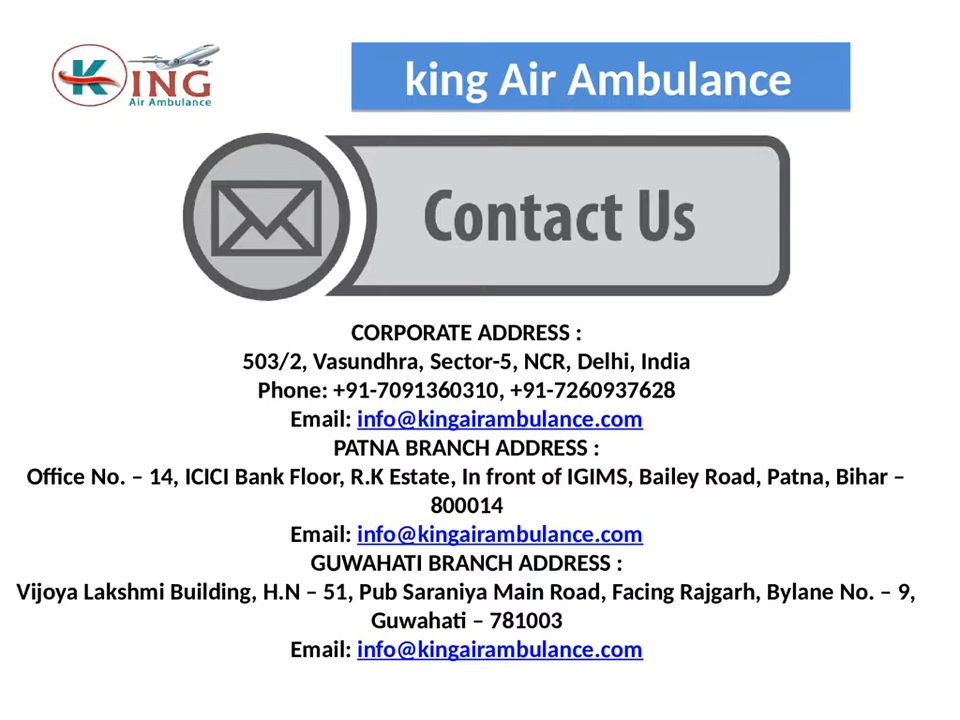 KING
Air Ambulance
king Air Ambulance
Contact Us
CORPORATE ADDRESS :
503/2, Vasundhra, Sector-5, NCR, Delhi, India
Phone: +91-7091360310, +91-7260937628
Email: info@kingairambulance.com
PATNA BRANCH ADDRESS :
Office No. – 14, ICICI Bank Floor, R.K Estate, In front of IGIMS, Bailey Road, Patna, Bihar –
800014
Email: info@kingairambulance.com
GUWAHATI BRANCH ADDRESS :
Vijoya Lakshmi Building, H.N – 51, Pub Saraniya Main Road, Facing Rajgarh, Bylane No. – 9,
Guwahati – 781003
Email: info@kingairambulance.com